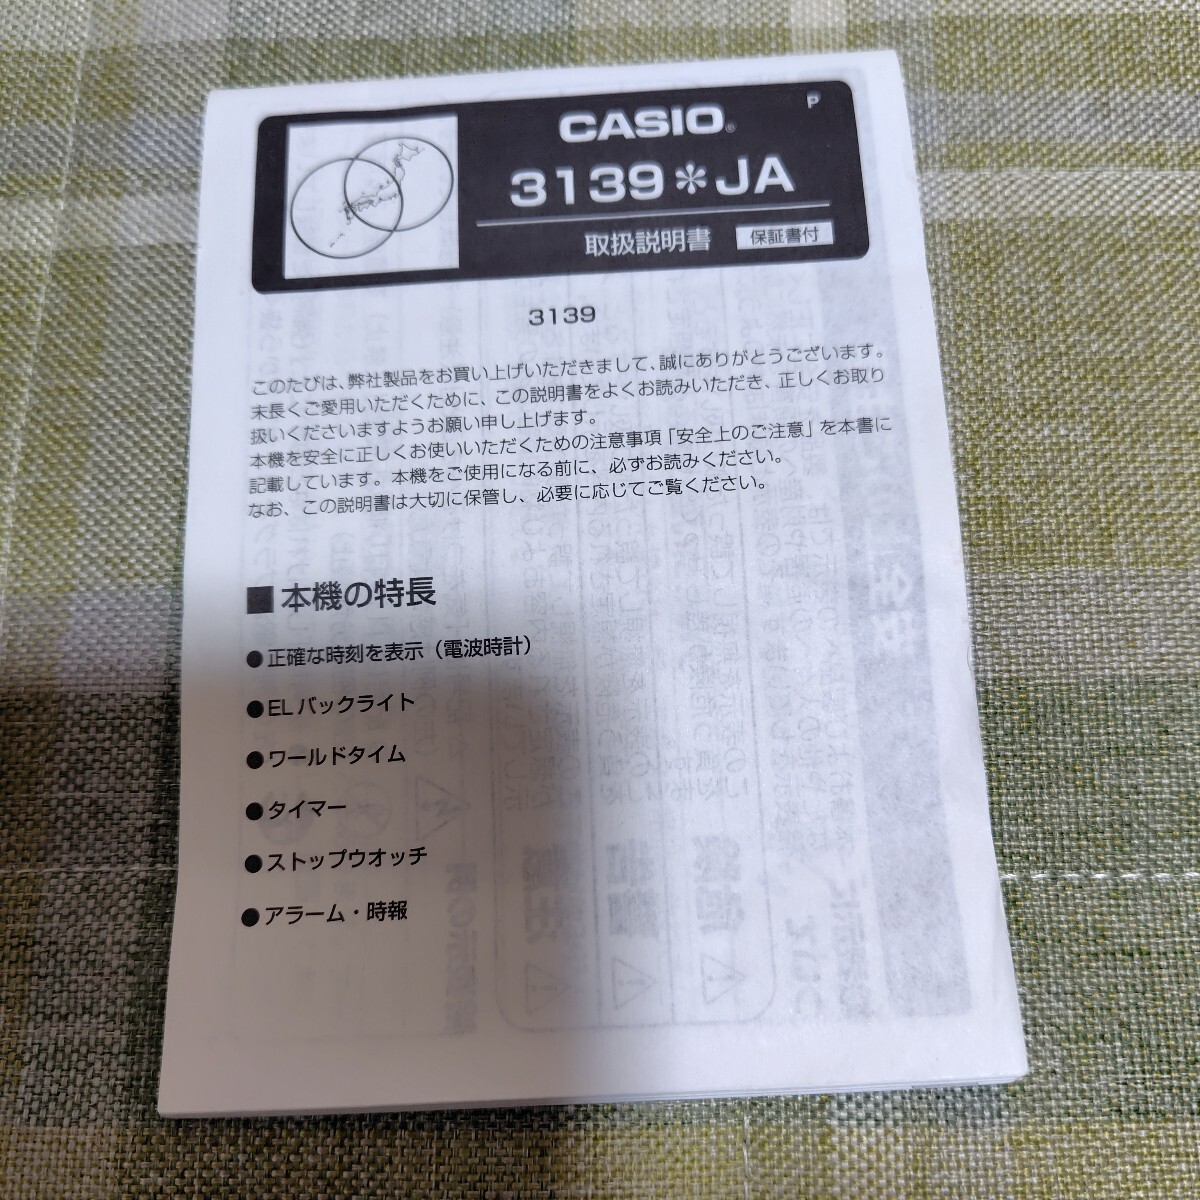 P
CASIO®
3139＊JA
取扱説明書 保証書付
3139
このたびは、弊社製品をお買い上げいただきまして、誠にありがとうございます。
末長くご愛用いただくために、この説明書をよくお読みいただき、正しくお取り
扱いくださいますようお願い申し上げます。
本機を安全に正しくお使いいただくための注意事項「安全上のご注意」を本書に
記載しています。本機をご使用になる前に、必ずお読みください。
なお、この説明書は大切に保管し、必要に応じてご覧ください。
■本機の特長
●正確な時刻を表示（電波時計）
●ELバックライト
●ワールドタイム
●タイマー
●ストップウオッチ
●アラーム・時報